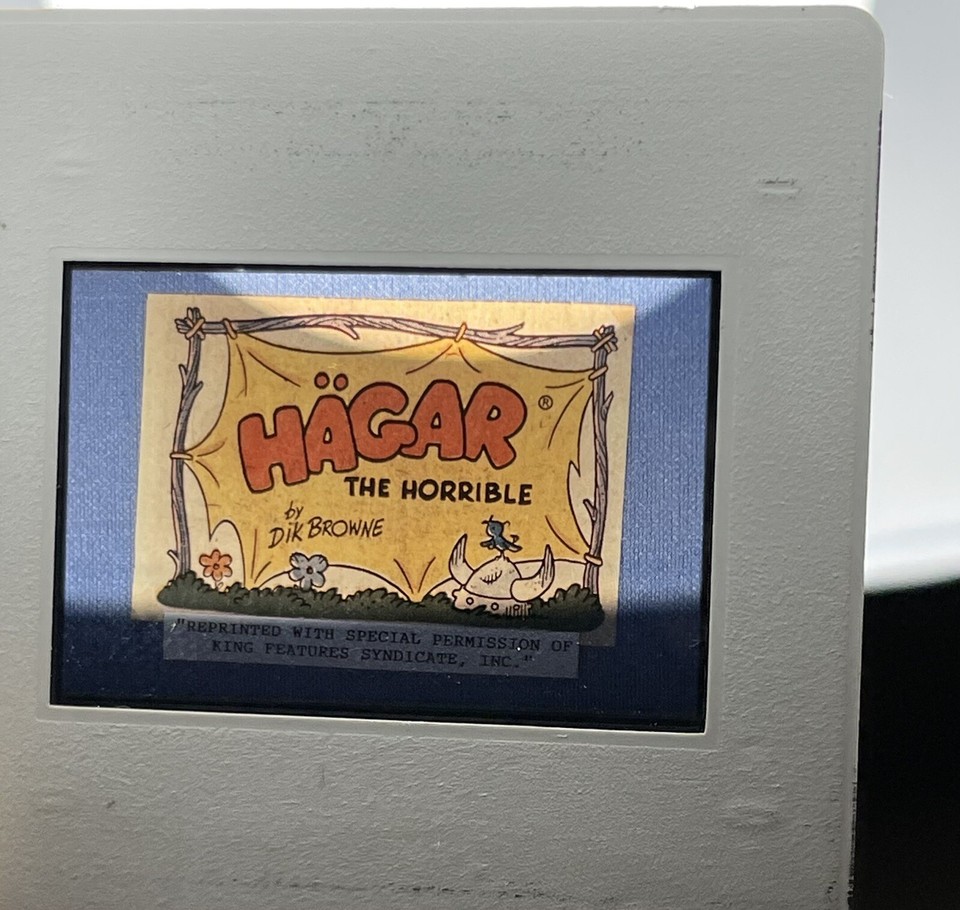 HÄGAR ®
THE HORRIBLE
by
DiK BROWNE
"REPRINTED WITH SPECIAL PERMISSION OF
KING FEATURES SYNDICATE, INC."